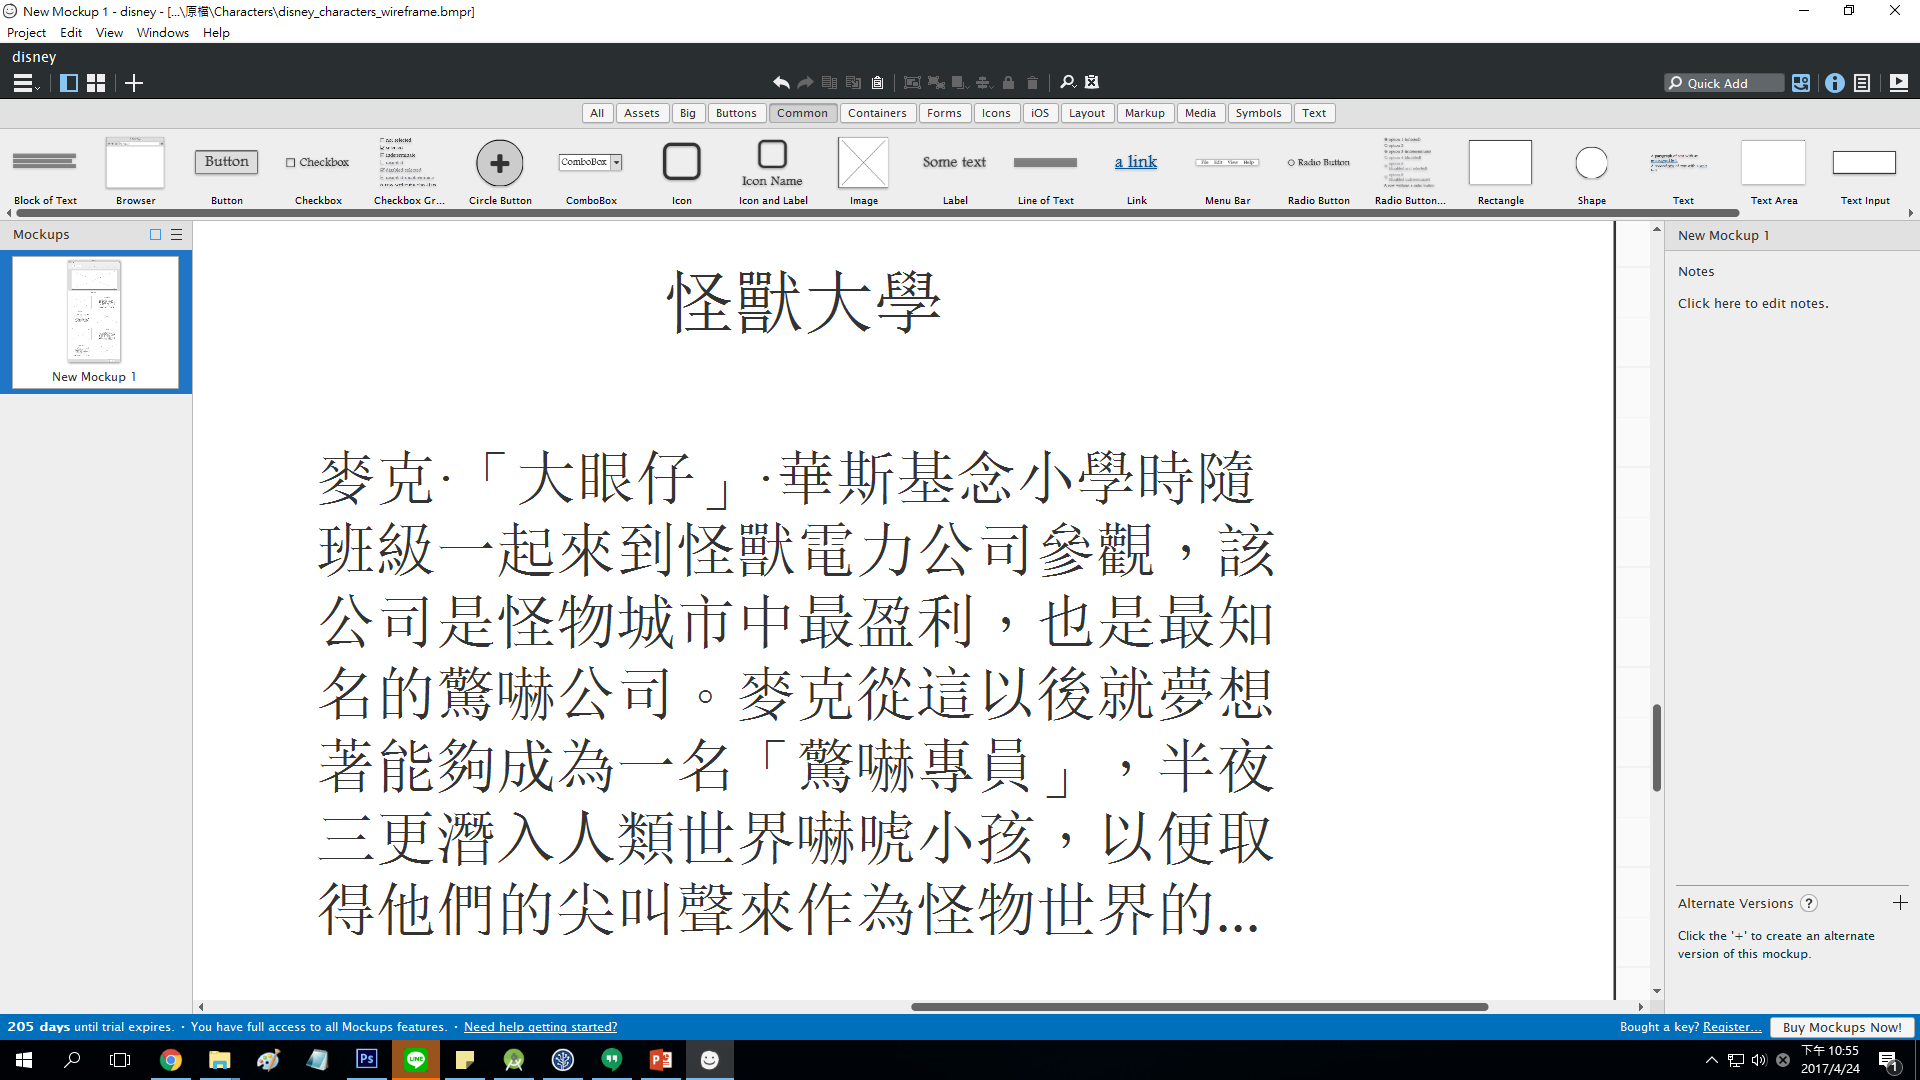 New Mockup 1 - disney - [...\原檔\Characters\disney_characters_wireframe.bmpr]
Project Edit View Windows Help
disney
Quick Add
All Assets Big Buttons Common Containers Forms Icons iOS Layout Markup Media Symbols Text
Button
Checkbox
ComboBox
Icon Name
Some text
a link
File Edit View Help
Radio Button
Block of Text Browser Button Checkbox Checkbox Gr... Circle Button ComboBox Icon Icon and Label Image Label Line of Text Link Menu Bar Radio Button Radio Button... Rectangle Shape Text Text Area Text Input
Mockups
New Mockup 1
怪獸大學
麥克·「大眼仔」·華斯基念小學時隨
班級一起來到怪獸電力公司參觀，該
公司是怪物城市中最盈利，也是最知
名的驚嚇公司。麥克從這以後就夢想
著能夠成為一名「驚嚇專員」，半夜
三更潛入人類世界嚇唬小孩，以便取
得他們的尖叫聲來作為怪物世界的...
New Mockup 1
Notes
Click here to edit notes.
Alternate Versions ?
Click the '+' to create an alternate
version of this mockup.
205 days until trial expires. · You have full access to all Mockups features. · Need help getting started?
Bought a key? Register...
Buy Mockups Now!
Ps
LINE
下午 10:55
2017/4/24
1